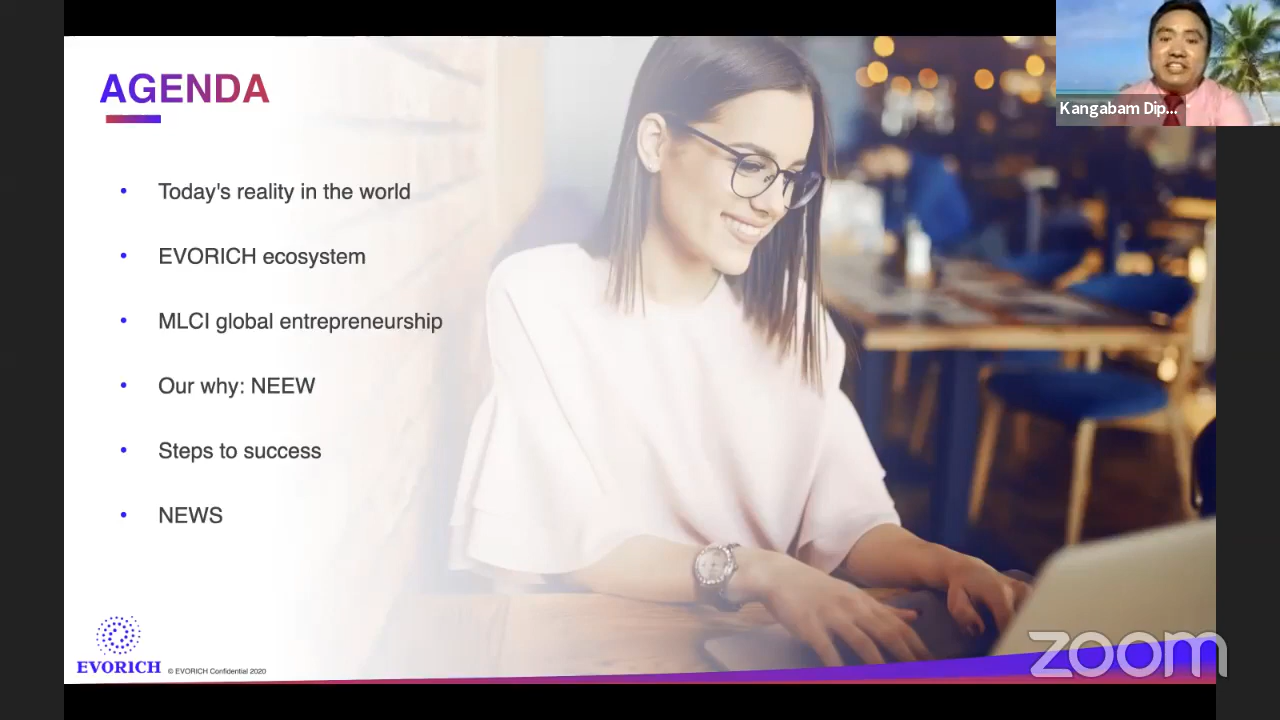 AGENDA
Kangabam Dip...
• Today's reality in the world
• EVORICH ecosystem
• MLCI global entrepreneurship
• Our why: NEEW
• Steps to success
• NEWS
EVORICH © EVORICH Confidential 2020
zoom